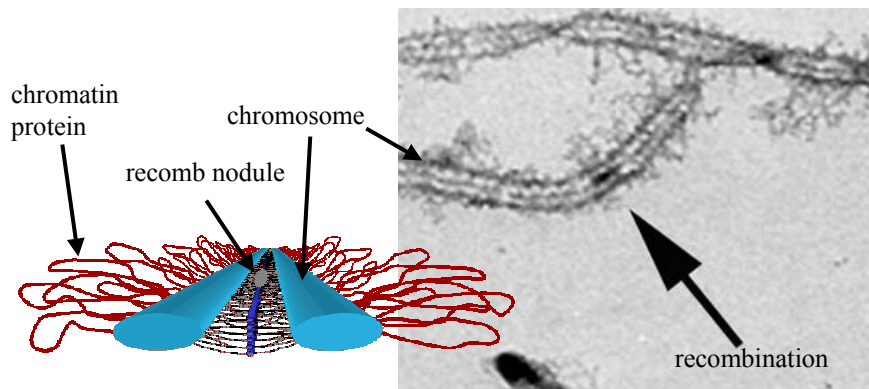 chromatin
protein
chromosome
recomb nodule
recombination